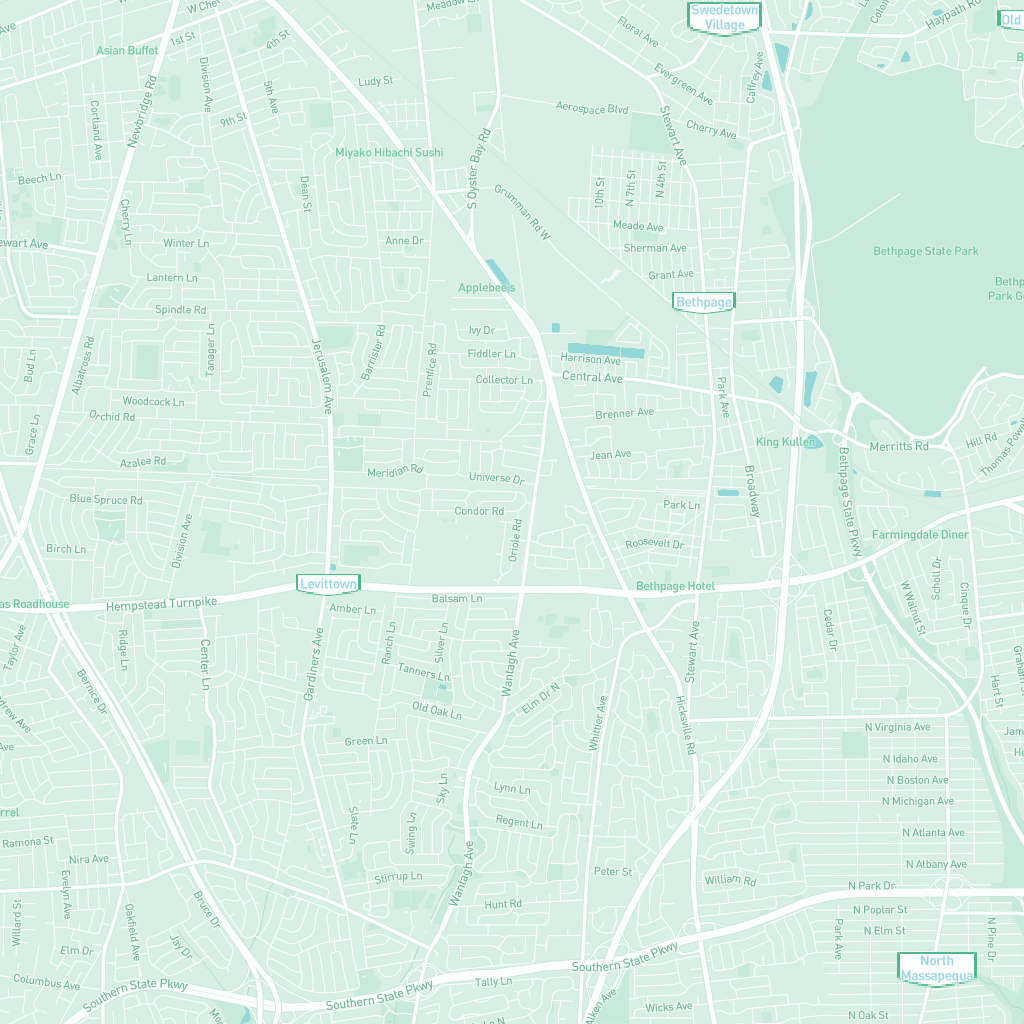 Meadow Ln
Swedetown
Village
Haypath Rd
Old
W
1st St
4th St
Floral Ave
Asian Buffet
Division Ave
Ludy St
5th Ave
Evergreen Ave
Caffrey Ave
Newbridge Rd
Cortland Ave
9th St
Aerospace Blvd
Stewart Ave
Cherry Ave
Miyako Hibachi Sushi
S Oyster Bay Rd
Beech Ln
Dean St
10th St
N 7th St
N 4th St
Grumman Rd W
Cherry Ln
Meade Ave
Winter Ln
Anne Dr
Sherman Ave
Bethpage State Park
Lantern Ln
Grant Ave
Applebee's
Bethpage
Spindle Rd
Ivy Dr
Tanager Ln
Barrister Rd
Jerusalem Ave
Prentice Rd
Bud Ln
Albatross Rd
Fiddler Ln
Harrison Ave
Collector Ln
Central Ave
Park Ave
Woodcock Ln
Orchid Rd
Brenner Ave
Grace Ln
King Kullen
Merritts Rd
Hill Rd
Azalea Rd
Meridian Rd
Jean Ave
Universe Dr
Broadway
Bethpage State Pkwy
Blue Spruce Rd
Park Ln
Condor Rd
Division Ave
Oriole Rd
Birch Ln
Roosevelt Dr
Farmingdale Diner
Scholl Dr
Levittown
Bethpage Hotel
Hempstead Turnpike
Balsam Ln
Amber Ln
W Walnut St
Cinque Dr
Cedar Dr
Taylor Ave
Ridge Ln
Center Ln
Gardiners Ave
Ranch Ln
Silver Ln
Wantagh Ave
Stewart Ave
Tanners Ln
Bernice Dr
Elm Dr N
Hart St
Old Oak Ln
Whittier Ave
Hicksville Rd
N Virginia Ave
Green Ln
N Idaho Ave
Sky Ln
Lynn Ln
N Boston Ave
N Michigan Ave
Slate Ln
Swing Ln
Regent Ln
N Atlanta Ave
Ramona St
Nira Ave
N Albany Ave
Stirrup Ln
Peter St
William Rd
N Park Dr
Evelyn Ave
Wantagh Ave
Hunt Rd
Willard St
Oakfield Ave
Bruce Dr
N Poplar St
N Elm St
Park Ave
N Pine Dr
Elm Dr
Jay Dr
Southern State Pkwy
North
Massapequa
Columbus Ave
Southern State Pkwy
Southern State Pkwy
Tally Ln
Wicks Ave
N Oak St